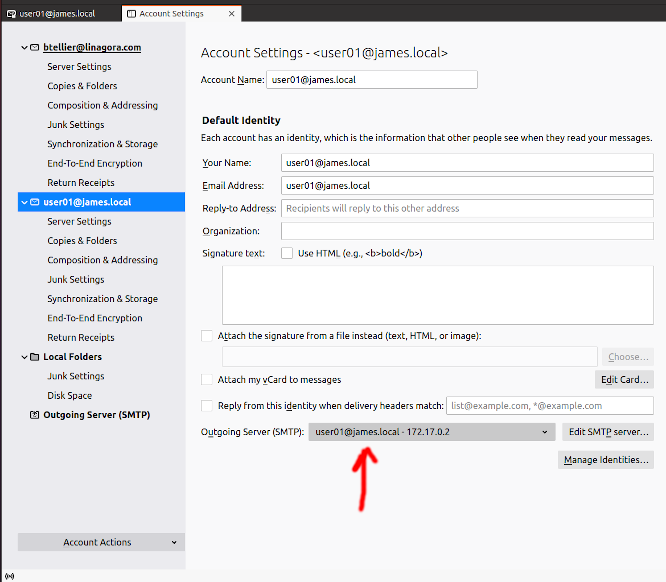 user01@james.local
Account Settings
btellier@linagora.com
Server Settings
Copies & Folders
Composition & Addressing
Junk Settings
Synchronization & Storage
End-To-End Encryption
Return Receipts
user01@james.local
Server Settings
Copies & Folders
Composition & Addressing
Junk Settings
Synchronization & Storage
End-To-End Encryption
Return Receipts
Local Folders
Junk Settings
Disk Space
Outgoing Server (SMTP)
Account Actions
Account Settings - <user01@james.local>
Account Name: user01@james.local
Default Identity
Each account has an identity, which is the information that other people see when they read your messages.
Your Name: user01@james.local
Email Address: user01@james.local
Reply-to Address: Recipients will reply to this other address
Organization:
Signature text: Use HTML (e.g., <b>bold</b>)
Attach the signature from a file instead (text, HTML, or image):
Choose...
Attach my vCard to messages Edit Card...
Reply from this identity when delivery headers match: list@example.com, *@example.com
Outgoing Server (SMTP): user01@james.local - 172.17.0.2 Edit SMTP server...
Manage Identities...